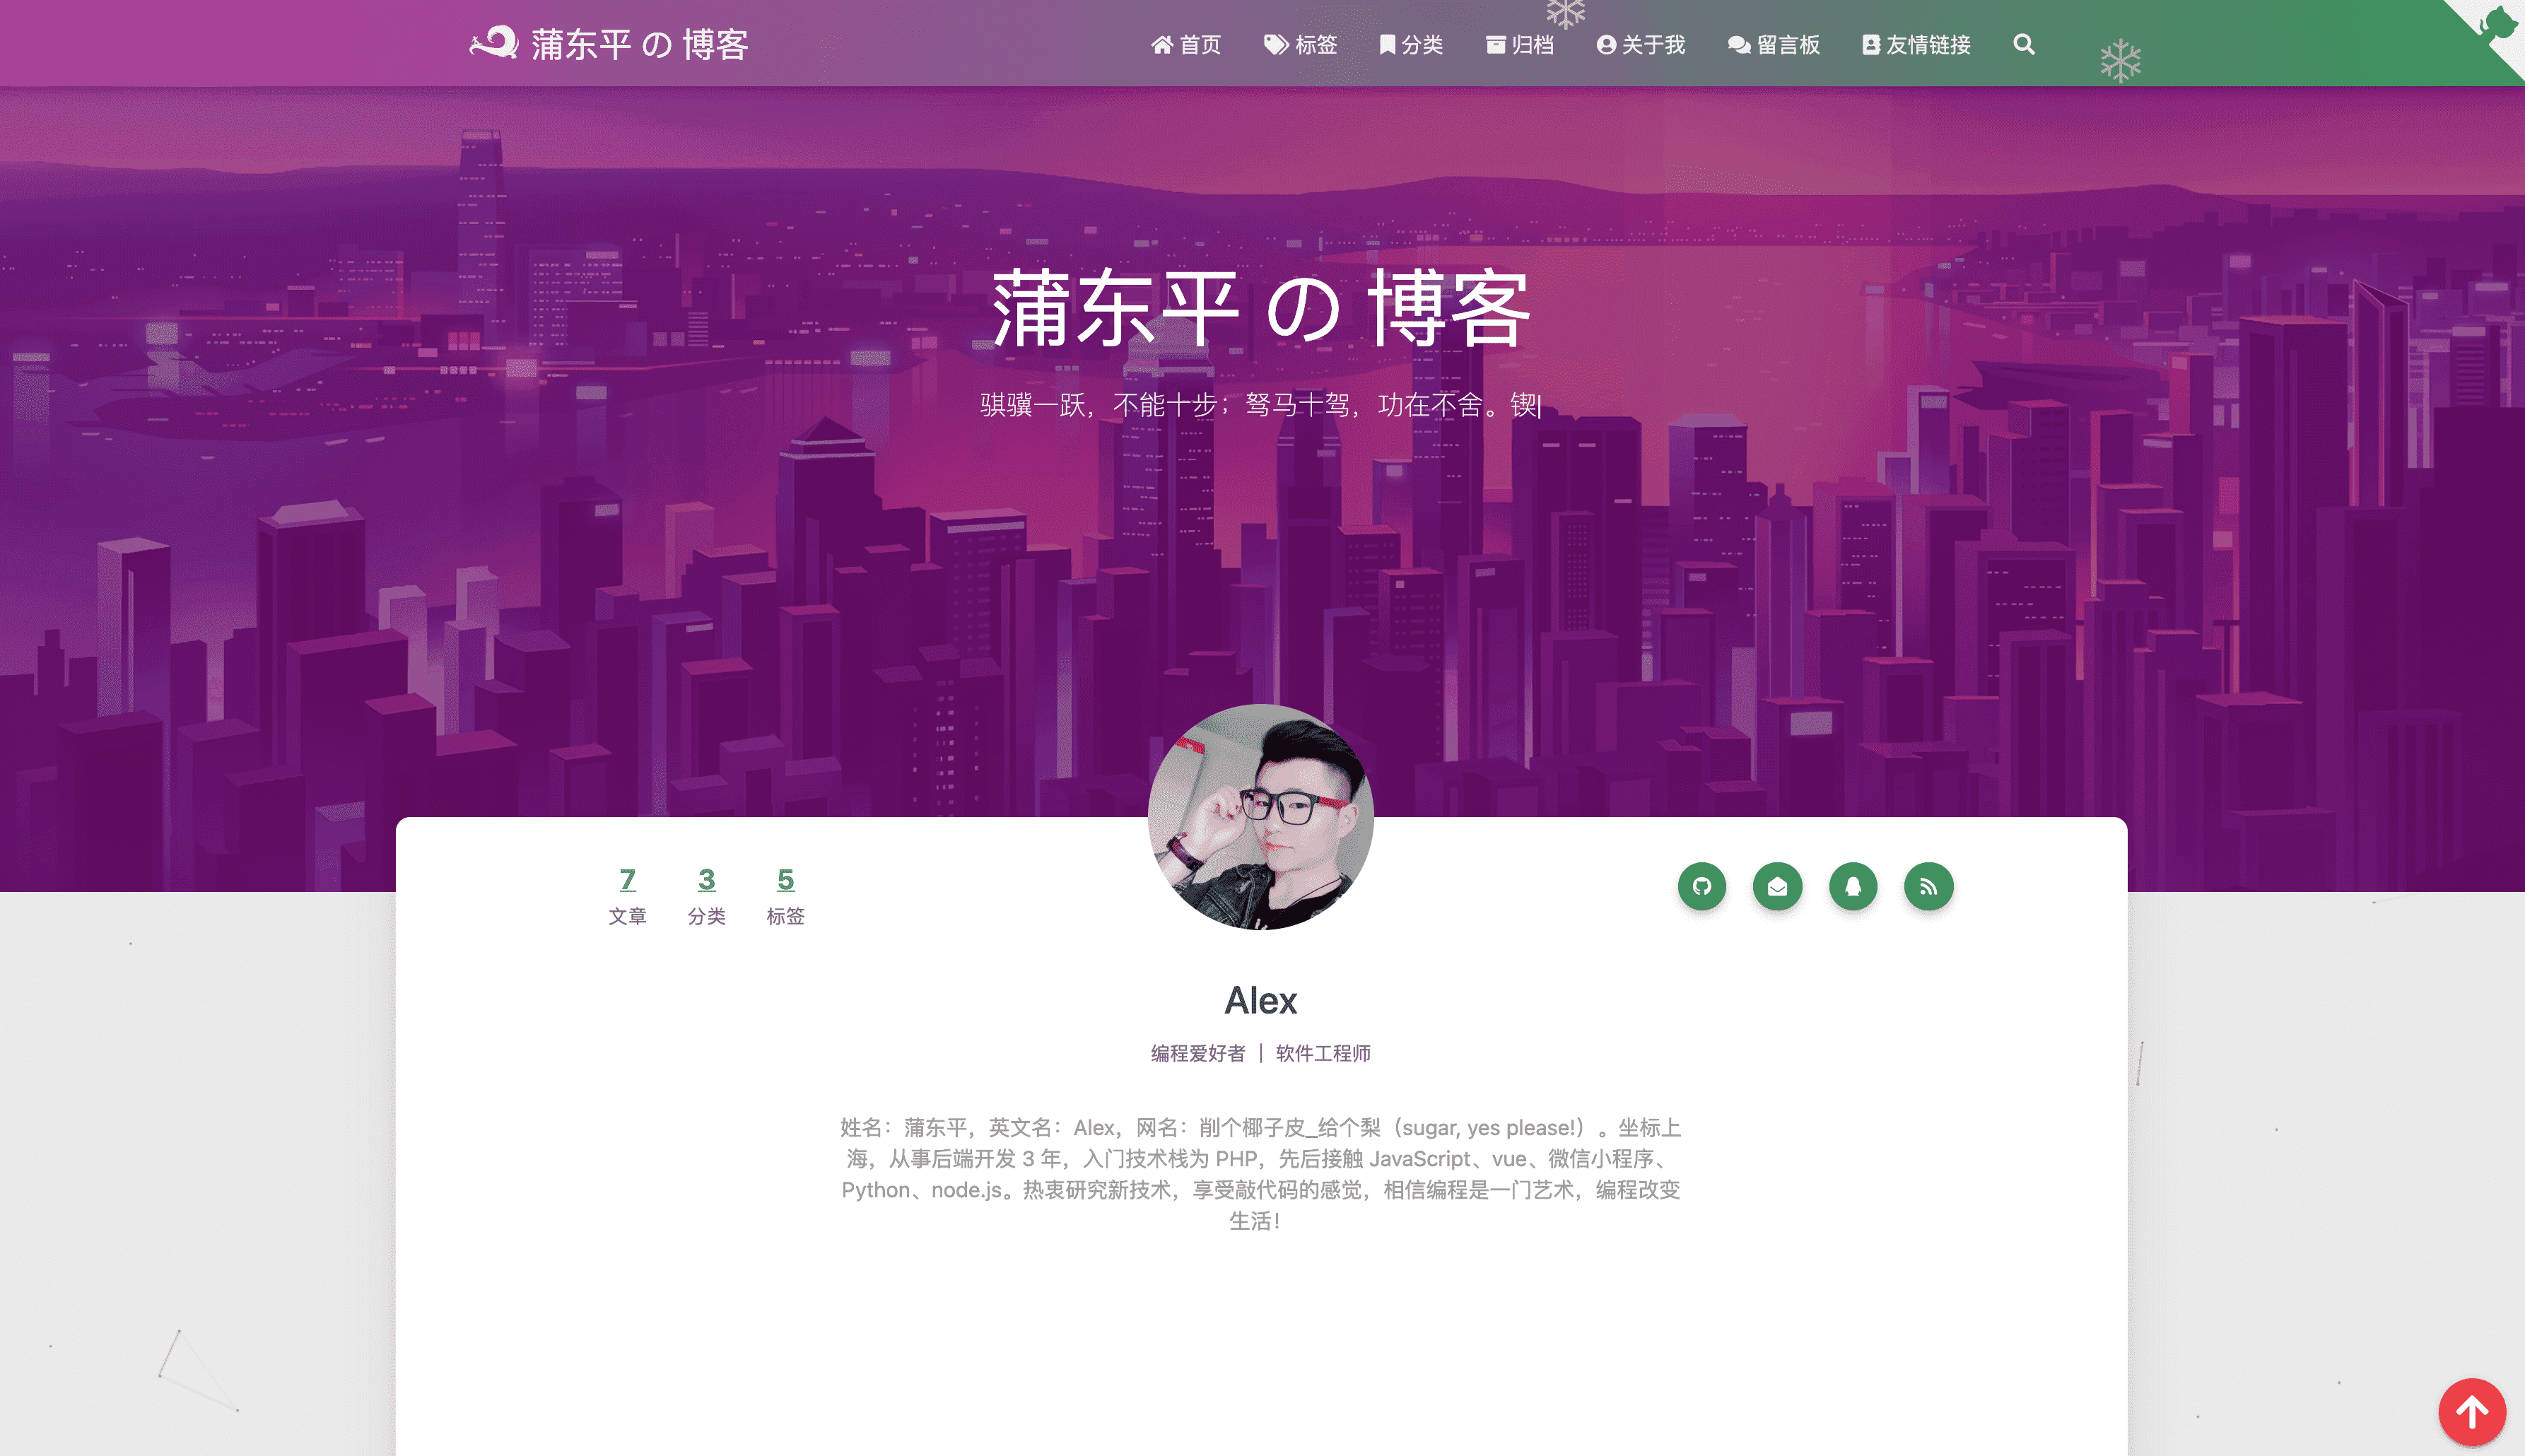 蒲东平 の 博客
首页 标签 分类 归档 关于我 留言板 友情链接
蒲东平 の 博客
骐骥一跃，不能十步；驽马十驾，功在不舍。锲|
7 3 5
文章 分类 标签
Alex
编程爱好者 | 软件工程师
姓名：蒲东平，英文名：Alex，网名：削个椰子皮_给个梨（sugar, yes please!）。坐标上
海，从事后端开发 3 年，入门技术栈为 PHP，先后接触 JavaScript、vue、微信小程序、
Python、node.js。热衷研究新技术，享受敲代码的感觉，相信编程是一门艺术，编程改变
生活！